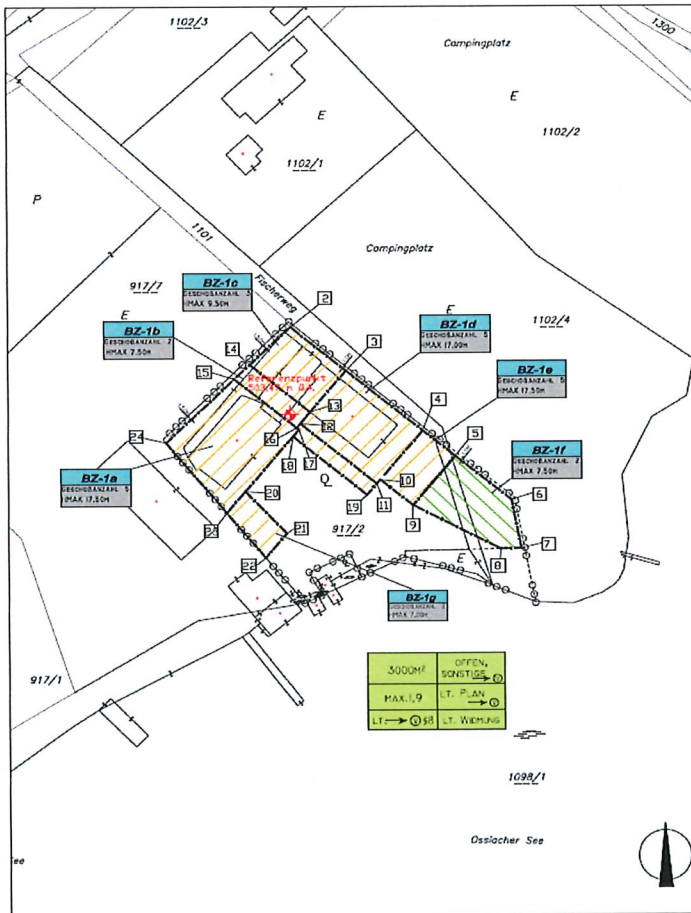 1102/3
Campingplatz
1300
E
E
1102/2
1102/1
P
1101
Campingplatz
917/7
Fischerweg
E
BZ-1c
GESCHOßANZAHL 3
HMAX 9.50M
2
E
1102/4
BZ-1d
GESCHOßANZAHL 5
HMAX 17.00M
BZ-1b
GESCHOßANZAHL 2
HMAX 7.50M
14
3
15
Referenzpunkt
BZ-1e
GESCHOßANZAHL 5
HMAX 17.50M
13
12
4
5
24
16
17
18
BZ-1f
GESCHOßANZAHL 2
HMAX 7.50M
BZ-1a
GESCHOßANZAHL 5
HMAX 17.50M
Q
10
11
19
20
6
9
23
917/2
21
7
8
E
22
BZ-1g
HMAX 7.00M
917/1
3000M² OFFEN, SONSTIGE
MAX.1,9 LT. PLAN
LT. §8 LT. WIDMUNG
1098/1
Ossiacher See
ee